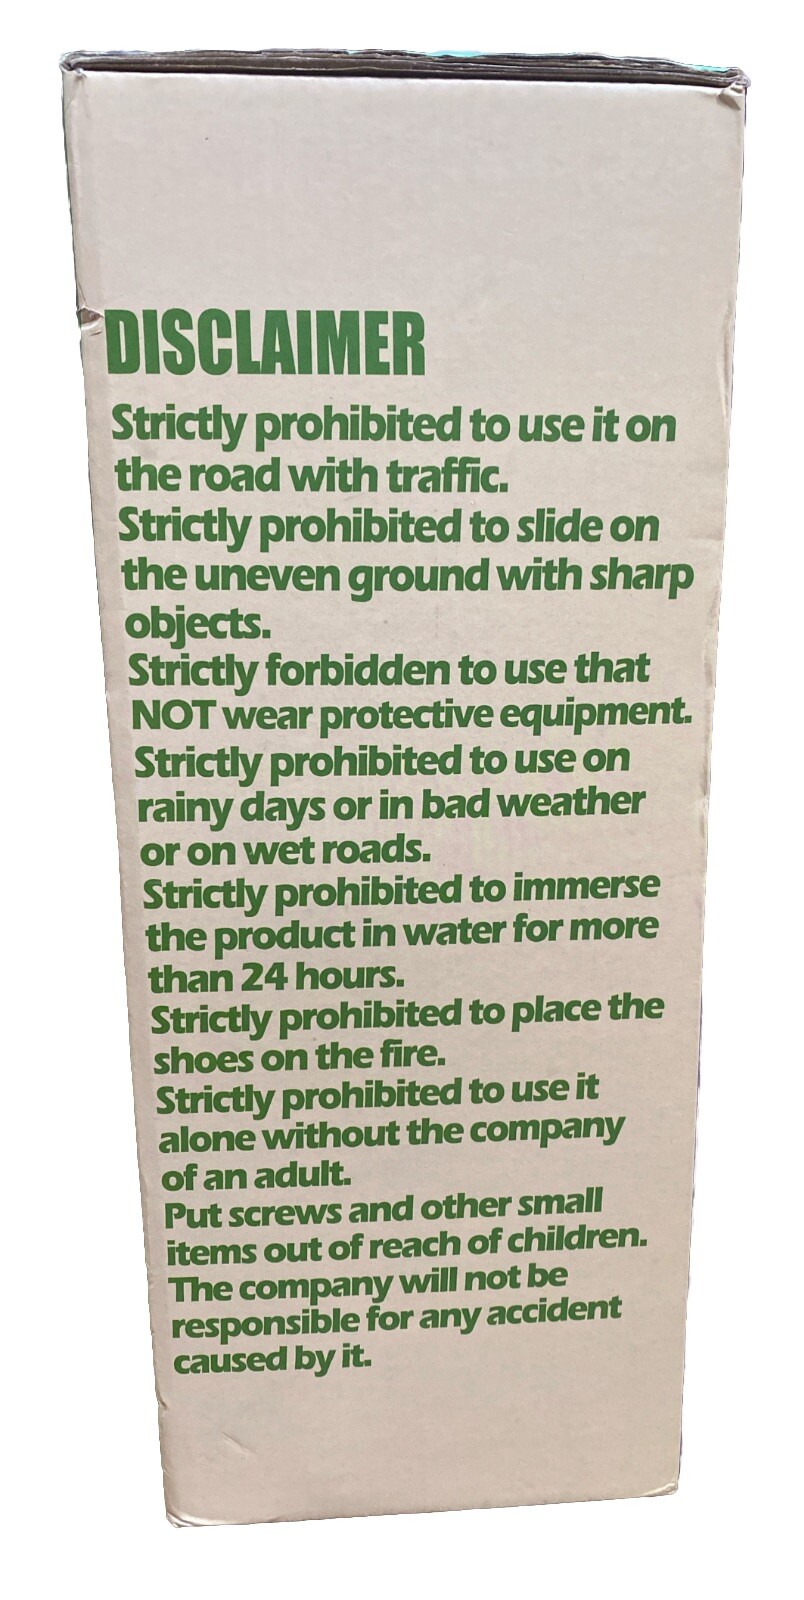 DISCLAIMER
Strictly prohibited to use it on
the road with traffic.
Strictly prohibited to slide on
the uneven ground with sharp
objects.
Strictly forbidden to use that
NOT wear protective equipment.
Strictly prohibited to use on
rainy days or in bad weather
or on wet roads.
Strictly prohibited to immerse
the product in water for more
than 24 hours.
Strictly prohibited to place the
shoes on the fire.
Strictly prohibited to use it
alone without the company
of an adult.
Put screws and other small
items out of reach of children.
The company will not be
responsible for any accident
caused by it.